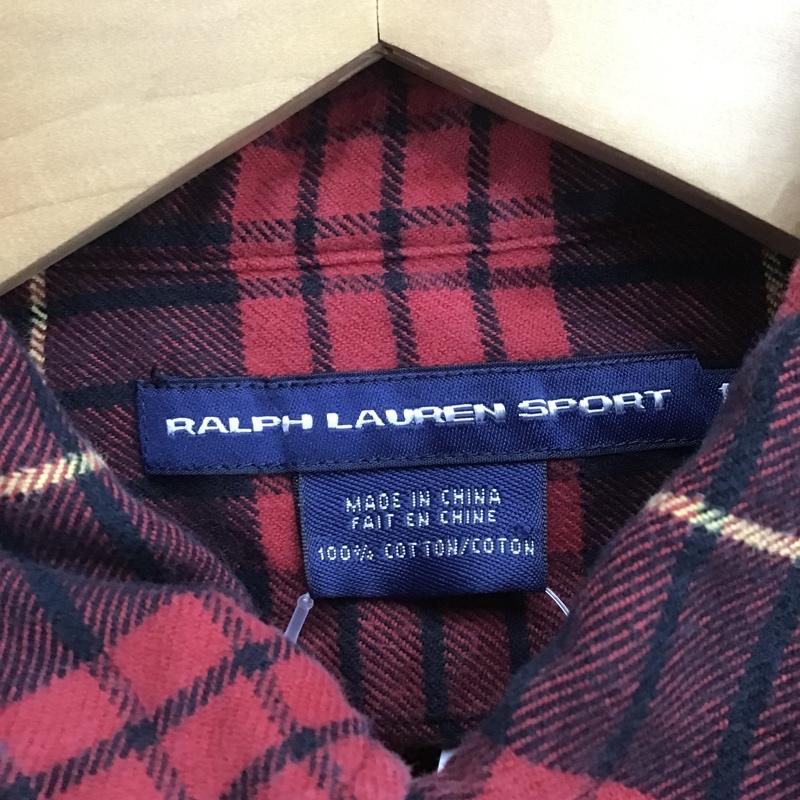 RALPH LAUREN SPORT
MADE IN CHINA
FAIT EN CHINE
100% COTTON/COTON